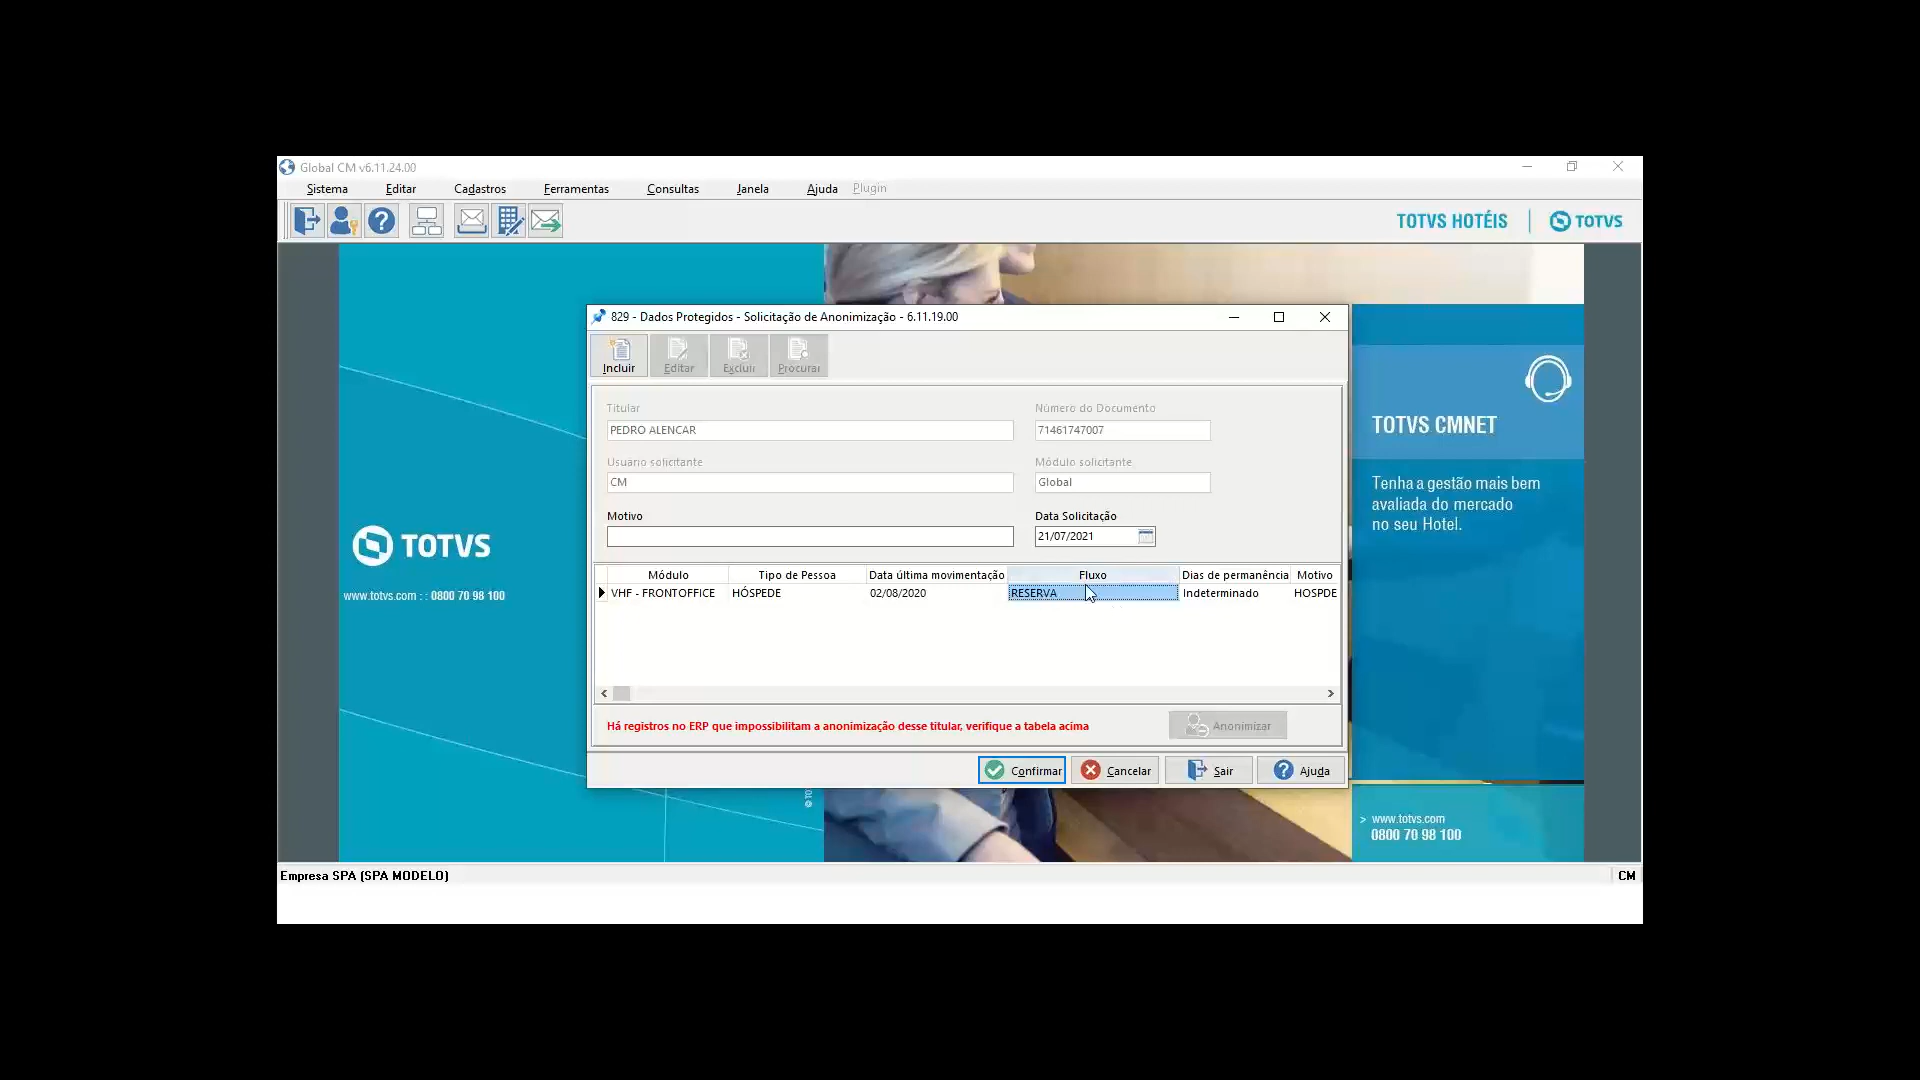 Global CM v6.11.24.00
Sistema Editar Cadastros Ferramentas Consultas Janela Ajuda Plugin
TOTVS HOTÉIS TOTVS
829 - Dados Protegidos - Solicitação de Anonimização - 6.11.19.00
Incluir Editar Excluir Procurar
Titular Número do Documento
PEDRO ALENCAR 71461747007
Usuário solicitante Módulo solicitante
CM Global
Motivo Data Solicitação
21/07/2021
Módulo Tipo de Pessoa Data última movimentação Fluxo Dias de permanência Motivo
VHF - FRONTOFFICE HÓSPEDE 02/08/2020 RESERVA Indeterminado HOSPDE
Há registros no ERP que impossibilitam a anonimização desse titular, verifique a tabela acima Anonimizar
Confirmar Cancelar Sair Ajuda
TOTVS
www.totvs.com :: 0800 70 98 100
TOTVS CMNET
Tenha a gestão mais bem
avaliada do mercado
no seu Hotel.
> www.totvs.com
0800 70 98 100
Empresa SPA (SPA MODELO) CM